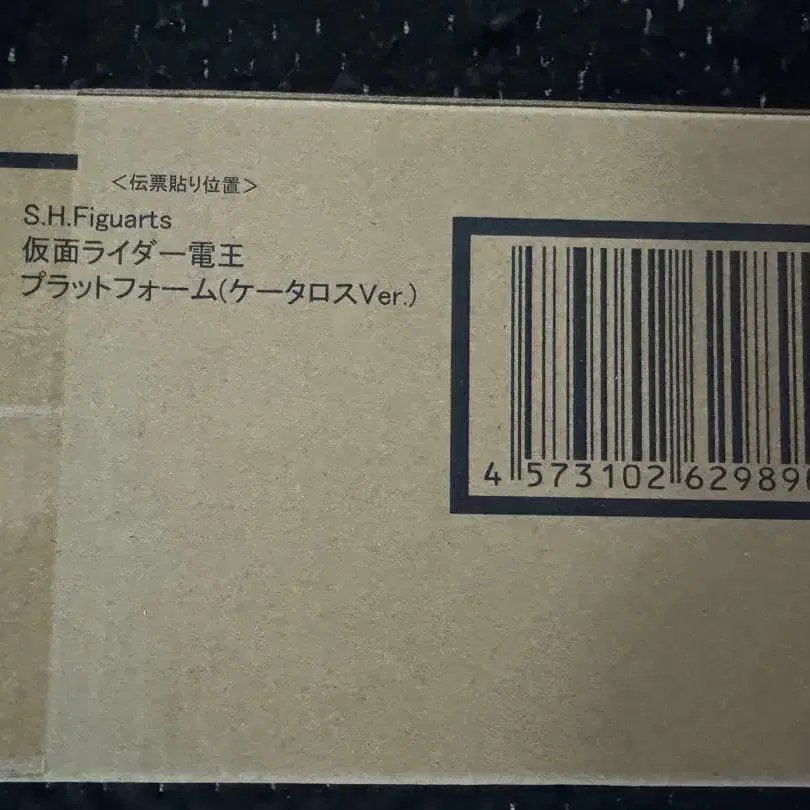 <伝票貼り位置>
S.H.Figuarts
仮面ライダー電王
プラットフォーム(ケータロスVer.)
4 573102 62989